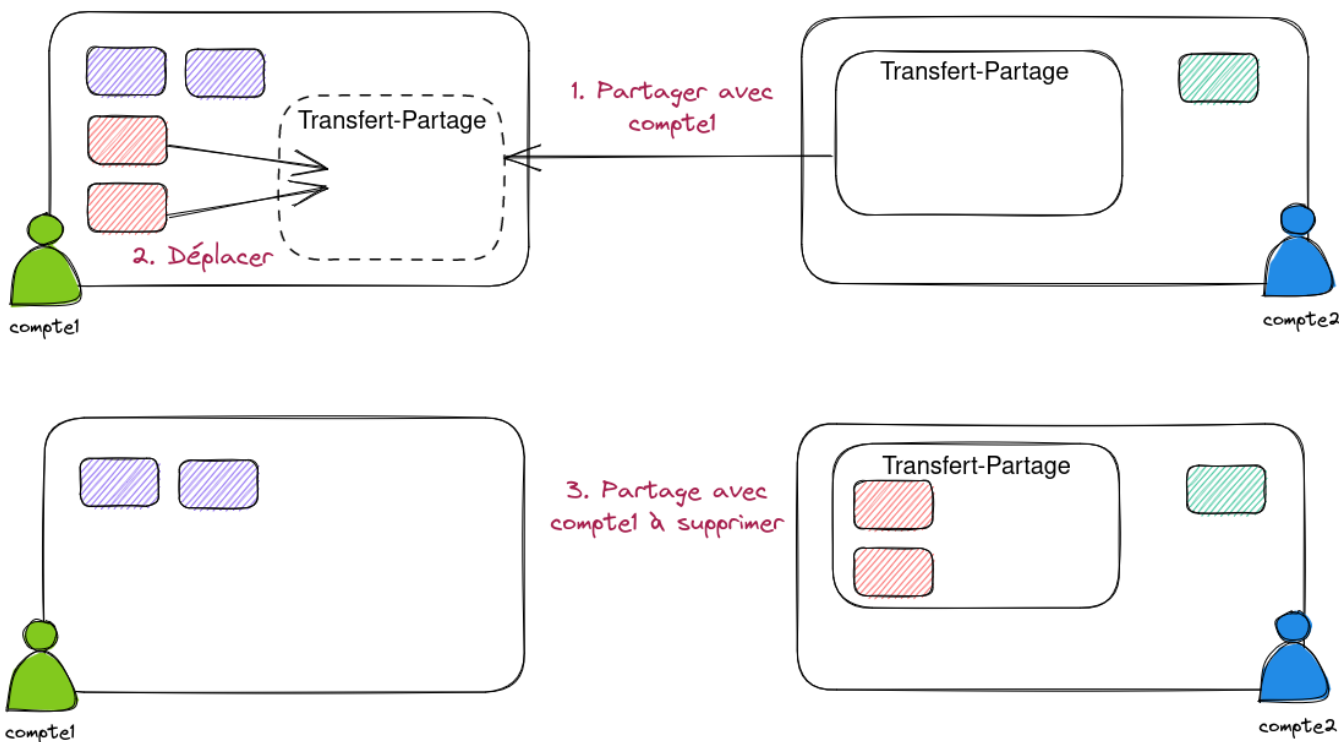 Transfert-Partage
1. Partager avec
compte1
Transfert-Partage
2. Déplacer
compte1
compte2
Transfert-Partage
3. Partage avec
compte1 à supprimer
compte1
compte2